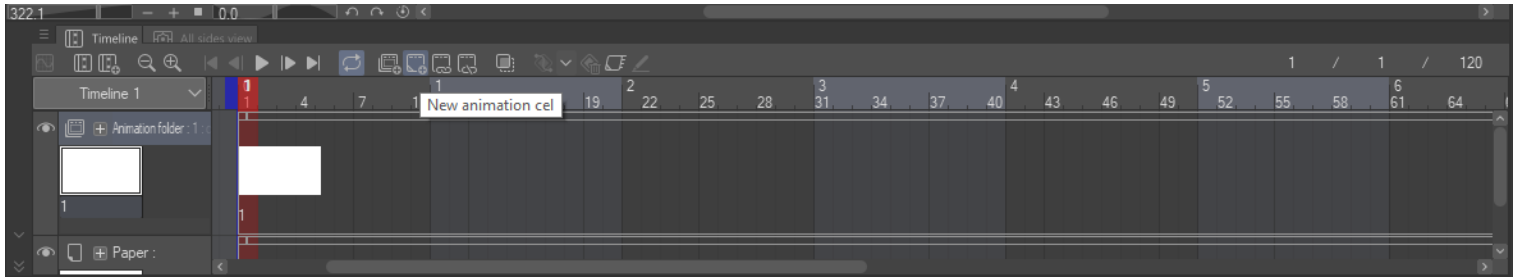 322.1 0.0
Timeline All sides view
1 / 1 / 120
Timeline 1
0 1 2 3 4 5 6
1 4 7 1 19 22 25 28 31 34 37 40 43 46 49 52 55 58 61 64
New animation cel
Animation folder : 1 :
1 1
Paper :